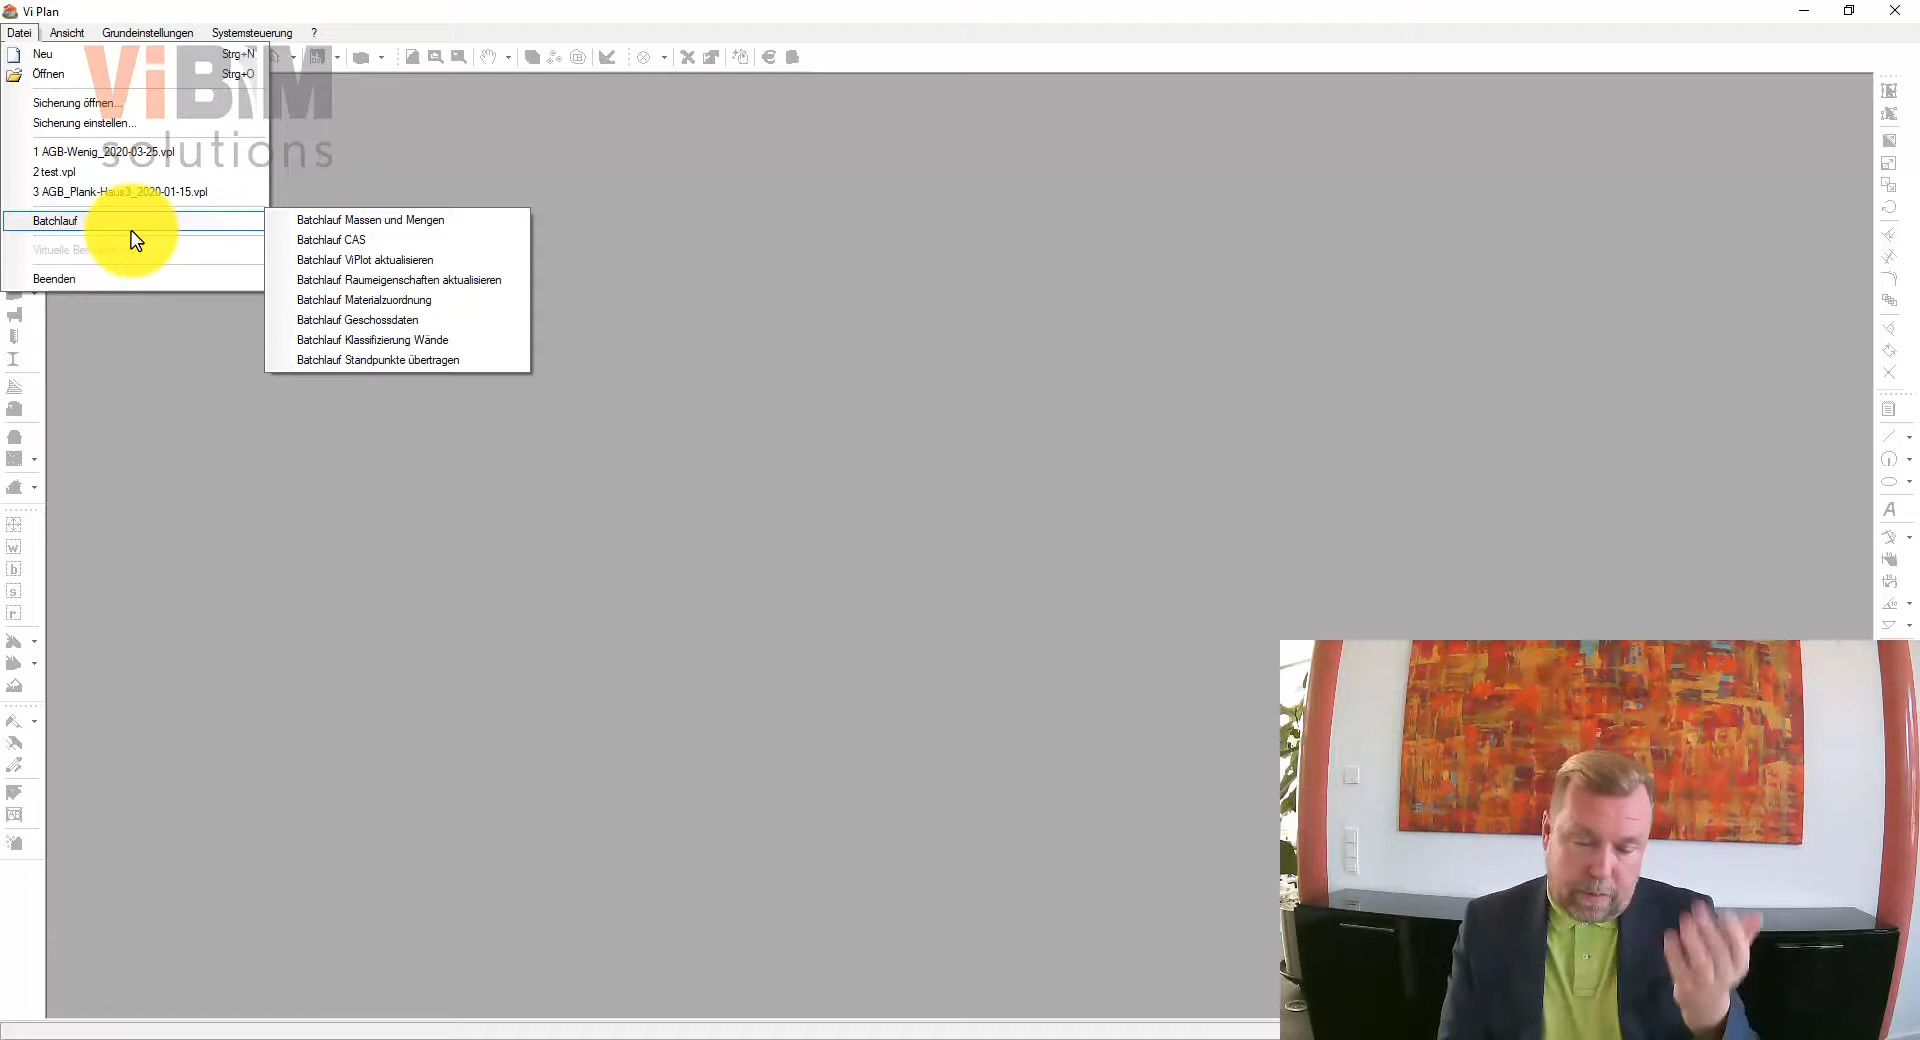 Vi Plan
Datei Ansicht Grundeinstellungen Systemsteuerung ?
Neu Strg+N
Öffnen Strg+O
Sicherung öffnen...
Sicherung einstellen...
1 AGB-Wenig_2020-03-25.vpl
2 test.vpl
3 AGB_Plank-Haus3_2020-01-15.vpl
Batchlauf
Beenden
ViBIM
solutions
Batchlauf Massen und Mengen
Batchlauf CAS
Batchlauf ViPlot aktualisieren
Batchlauf Raumeigenschaften aktualisieren
Batchlauf Materialzuordnung
Batchlauf Geschossdaten
Batchlauf Klassifizierung Wände
Batchlauf Standpunkte übertragen
w
b
s
r
AB
A